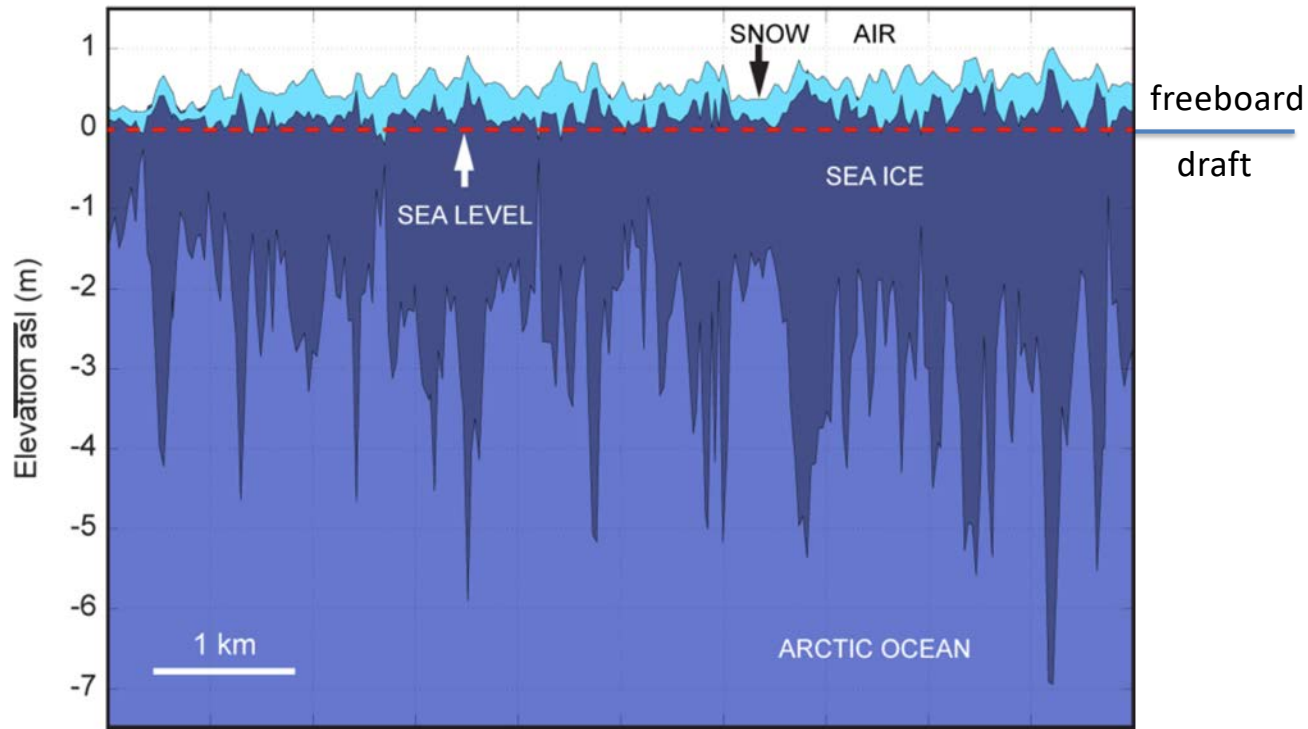 SNOW AIR
1
freeboard
0
draft
SEA ICE
-1
SEA LEVEL
-2
-3
Elevation asl (m)
-4
-5
-6
1 km
ARCTIC OCEAN
-7